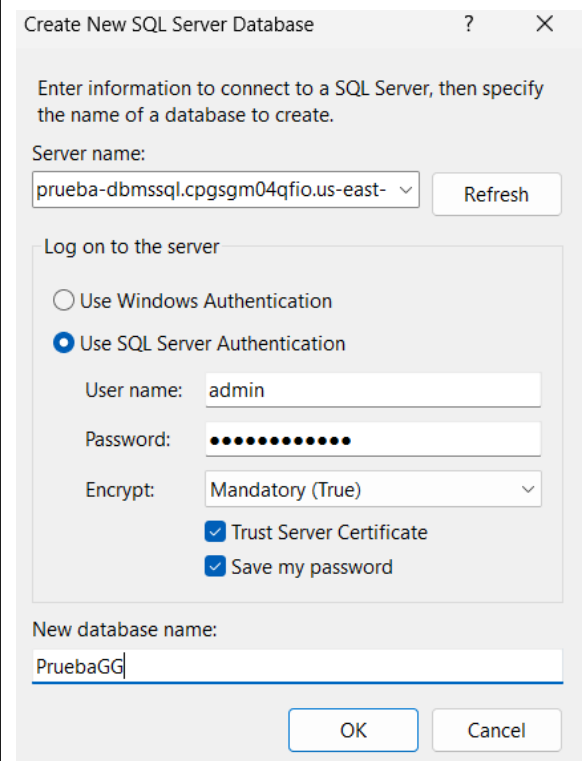 Create New SQL Server Database
?
Enter information to connect to a SQL Server, then specify
the name of a database to create.
Server name:
prueba-dbmssql.cpgsgm04qfio.us-east-
Refresh
Log on to the server
Use Windows Authentication
Use SQL Server Authentication
User name: admin
Password: ●●●●●●●●●●●●
Encrypt: Mandatory (True)
Trust Server Certificate
Save my password
New database name:
PruebaGG
OK Cancel